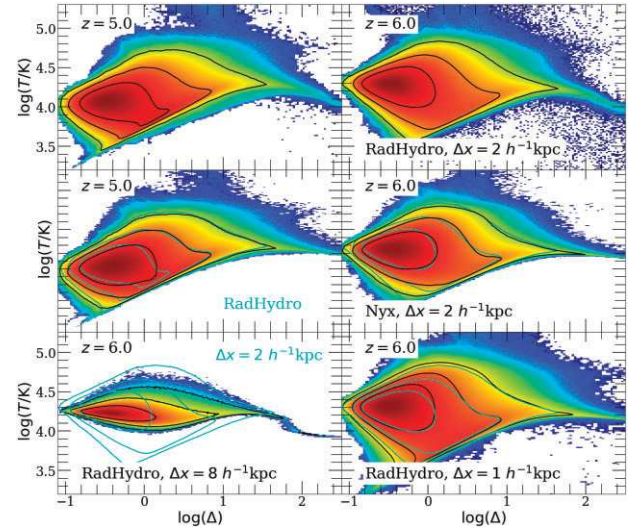 z = 5.0
z = 6.0
5.0
4.5
4.0
3.5
log(T/K)
RadHydro, Δx = 2 h⁻¹kpc
z = 5.0
z = 6.0
log(T/K)
RadHydro
Nyx, Δx = 2 h⁻¹kpc
z = 6.0
Δx = 2 h⁻¹kpc
z = 6.0
5.0
4.5
4.0
3.5
log(T/K)
RadHydro, Δx = 8 h⁻¹kpc
RadHydro, Δx = 1 h⁻¹kpc
−1 0 1 2 −1 0 1 2
log(Δ) log(Δ)